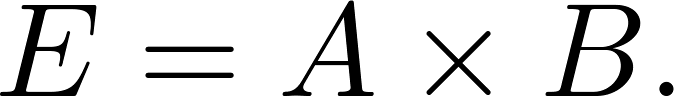 E = A × B.